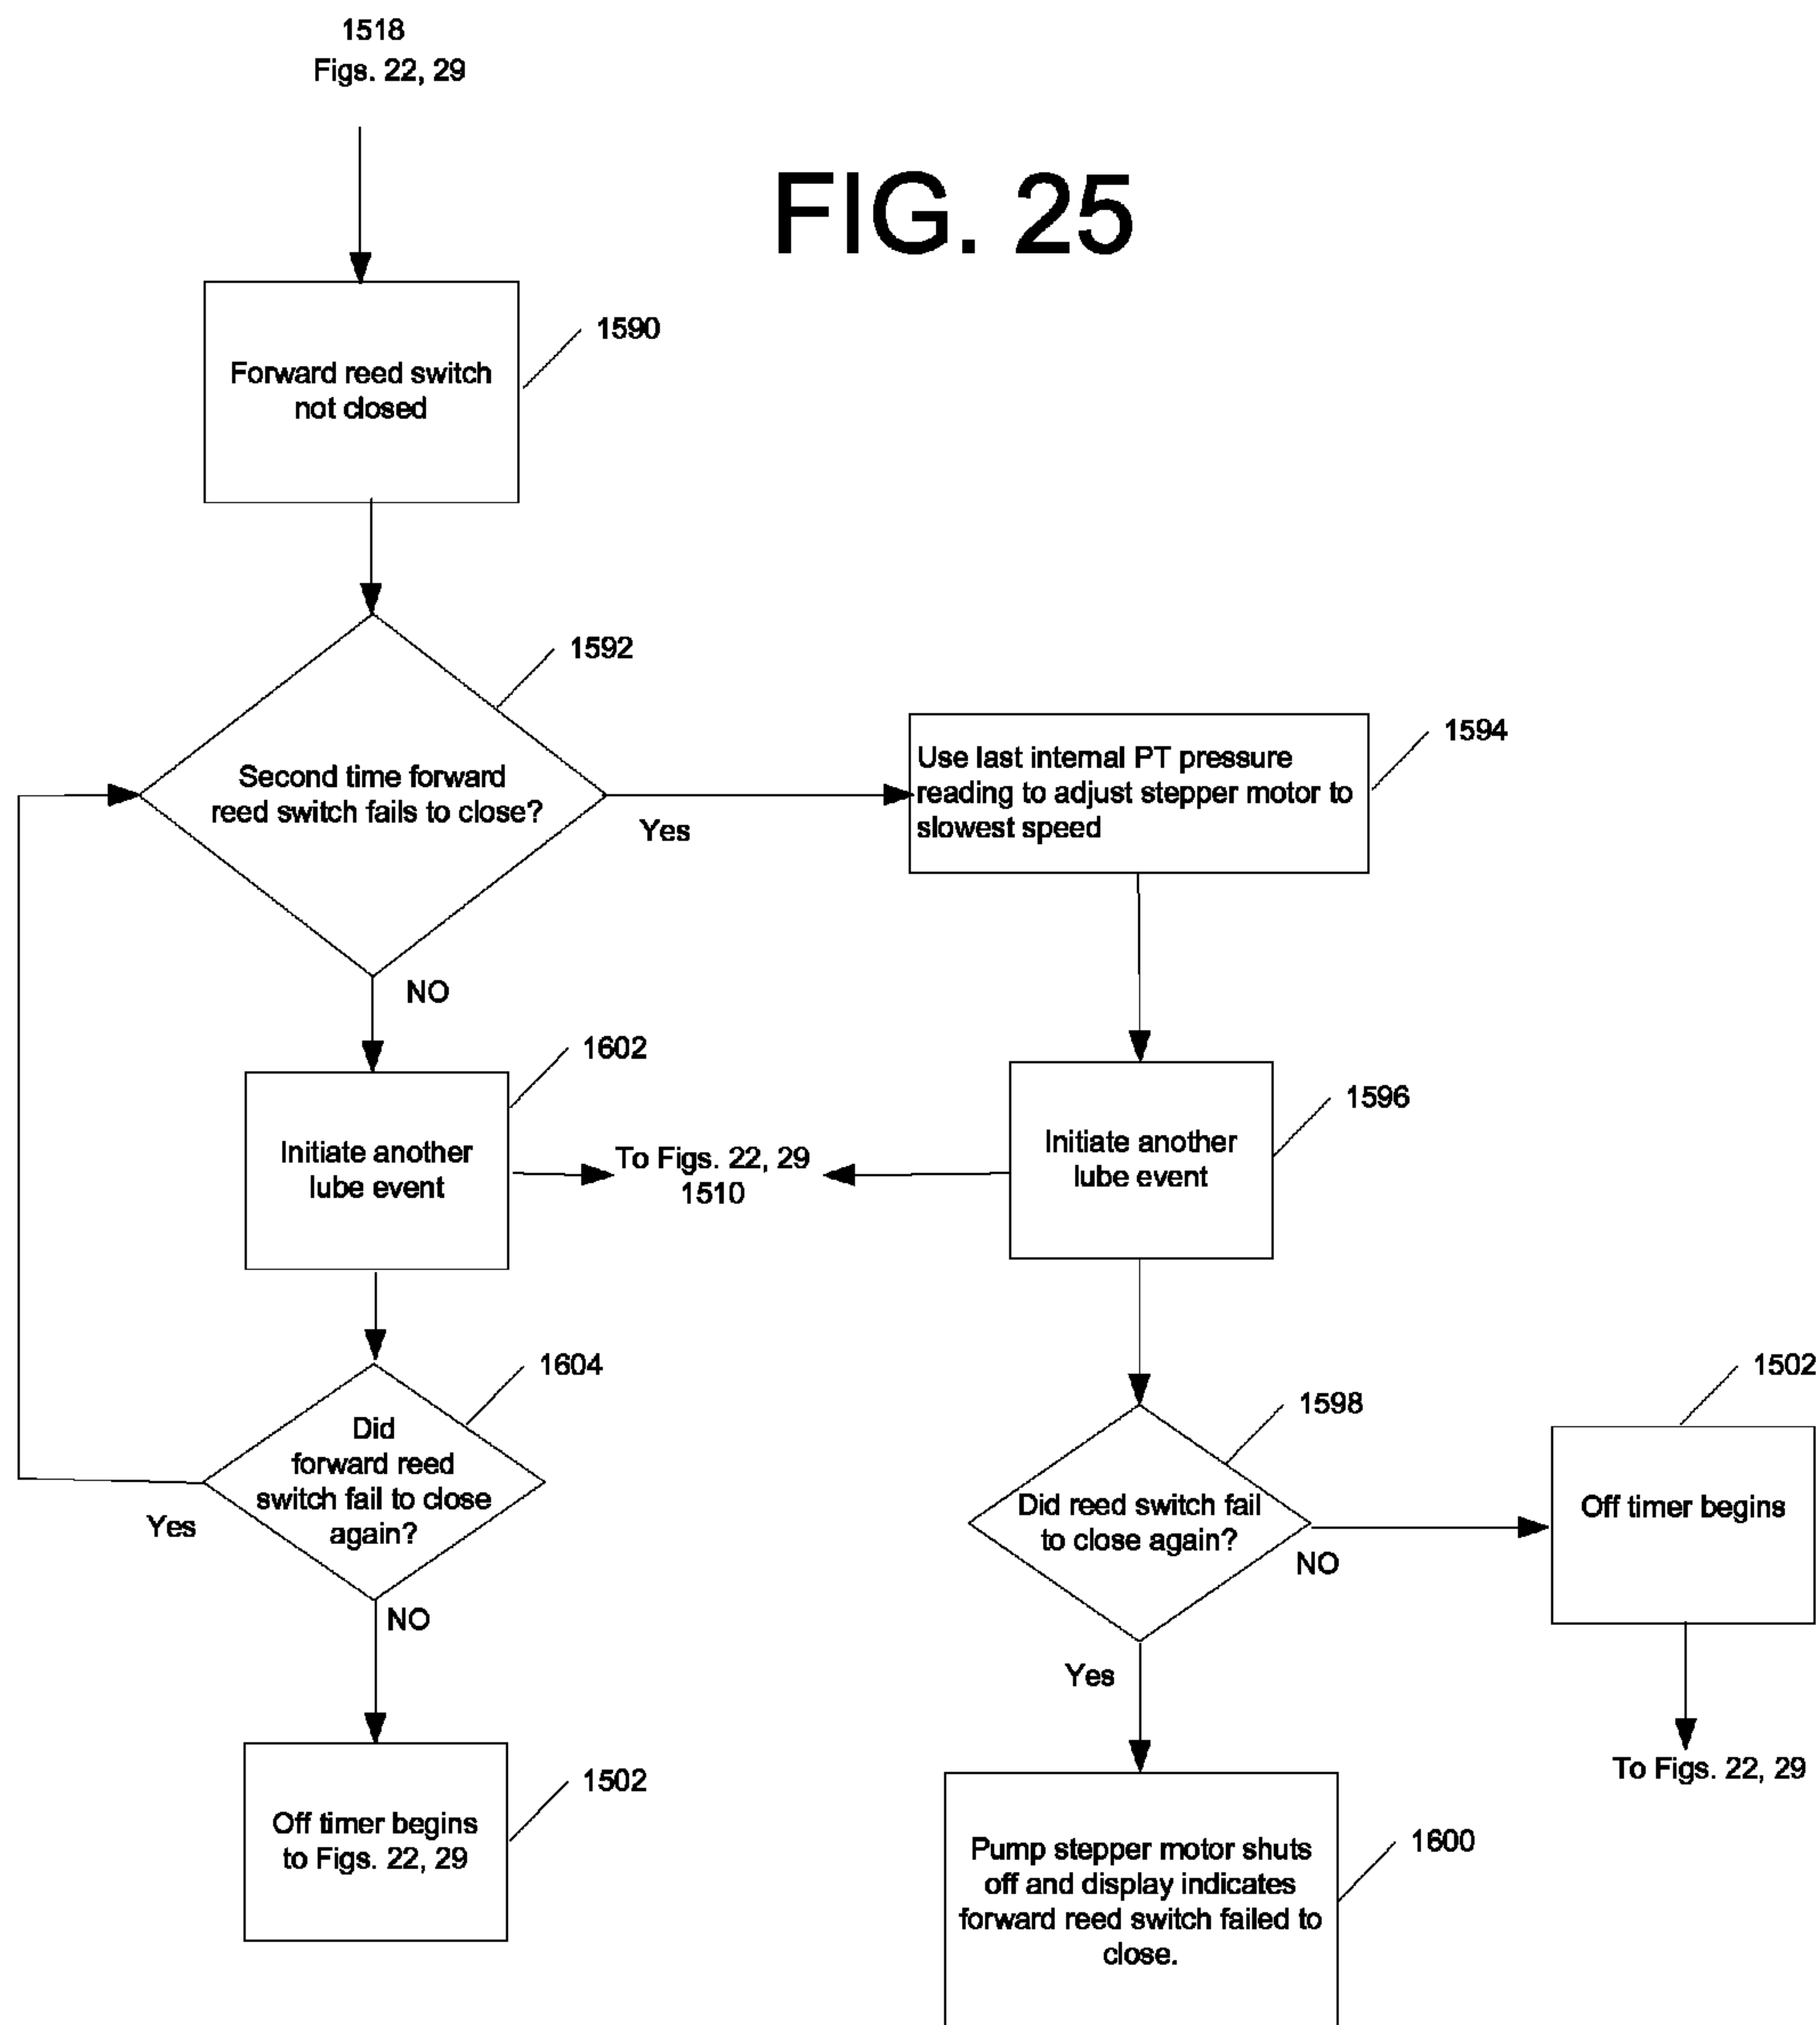 1518
Figs. 22, 29
FIG. 25
1590
Forward reed switch
not closed
1592
Second time forward
reed switch fails to close?
Yes
NO
1594
Use last internal PT pressure
reading to adjust stepper motor to
slowest speed
1602
Initiate another
lube event
To Figs. 22, 29
1510
1596
Initiate another
lube event
1604
Did
forward reed
switch fail to close
again?
Yes
NO
1598
Did reed switch fail
to close again?
NO
Yes
1502
Off timer begins
To Figs. 22, 29
1502
Off timer begins
to Figs. 22, 29
1600
Pump stepper motor shuts
off and display indicates
forward reed switch failed to
close.